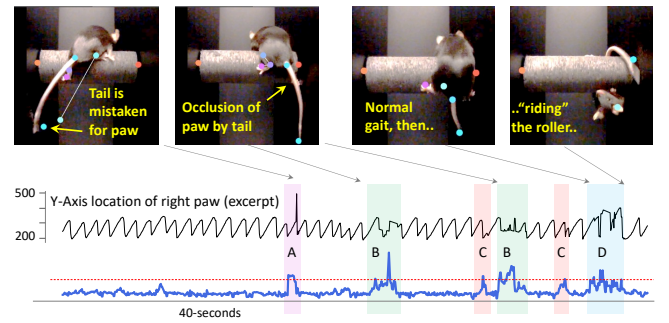 Tail is
mistaken
for paw
Occlusion of
paw by tail
Normal
gait, then..
..“riding”
the roller..
500
Y-Axis location of right paw (excerpt)
200
A
B
C
B
C
D
40-seconds